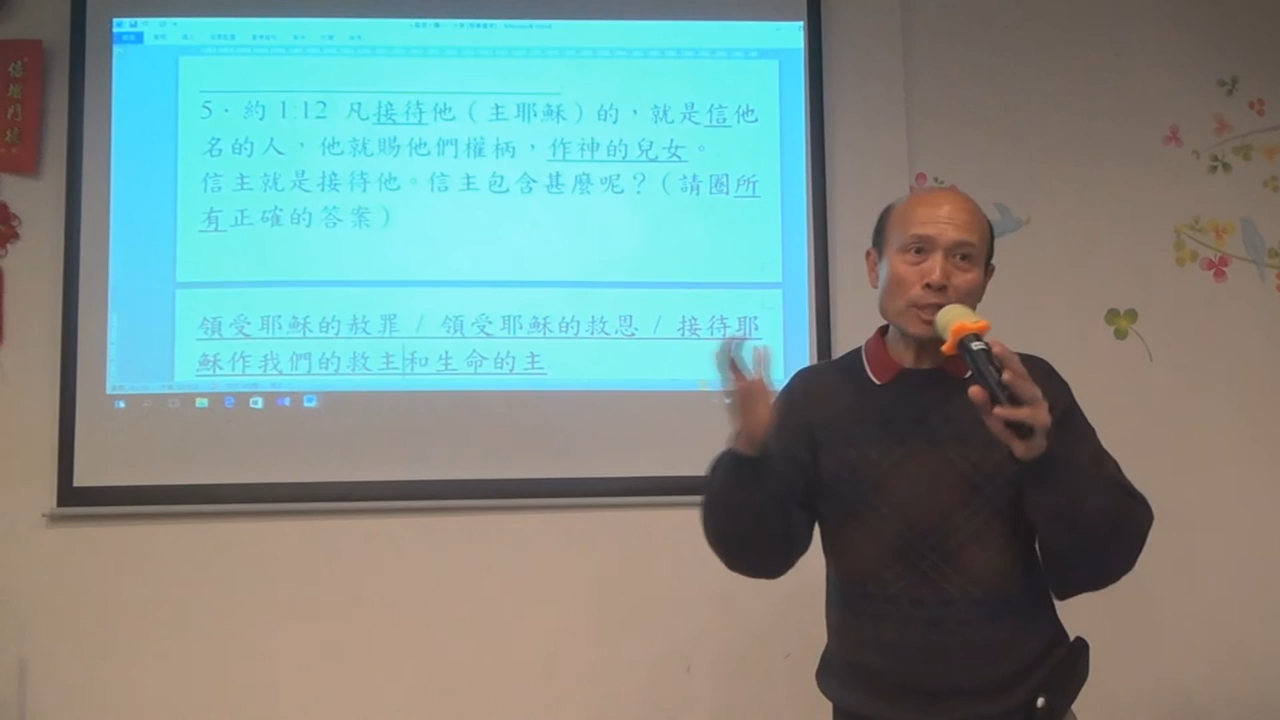 5．約 1:12 凡接待他（主耶穌）的，就是信他
名的人，他就賜他們權柄，作神的兒女。
信主就是接待他。信主包含甚麼呢？（請圈所
有正確的答案）
領受耶穌的赦罪 / 領受耶穌的救恩 / 接待耶
穌作我們的救主和生命的主